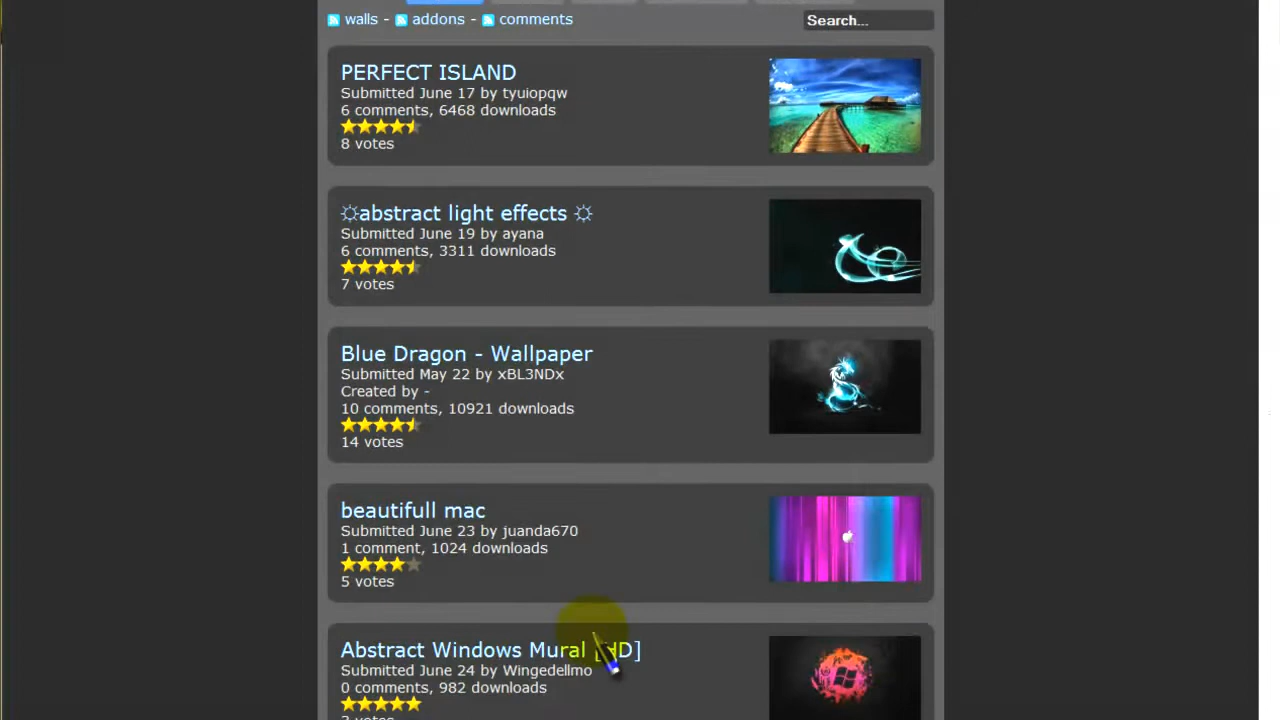 walls - addons - comments
Search...
PERFECT ISLAND
Submitted June 17 by tyuiopqw
6 comments, 6468 downloads
8 votes
☼abstract light effects ☼
Submitted June 19 by ayana
6 comments, 3311 downloads
7 votes
Blue Dragon - Wallpaper
Submitted May 22 by xBL3NDx
Created by -
10 comments, 10921 downloads
14 votes
beautifull mac
Submitted June 23 by juanda670
1 comment, 1024 downloads
5 votes
Abstract Windows Mural [HD]
Submitted June 24 by Wingedellmo
0 comments, 982 downloads